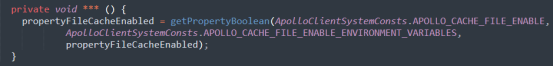 private void *** () {
propertyFileCacheEnabled = getPropertyBoolean(ApolloClientSystemConsts.APOLLO_CACHE_FILE_ENABLE,
ApolloClientSystemConsts.APOLLO_CACHE_FILE_ENABLE_ENVIRONMENT_VARIABLES,
propertyFileCacheEnabled);
}